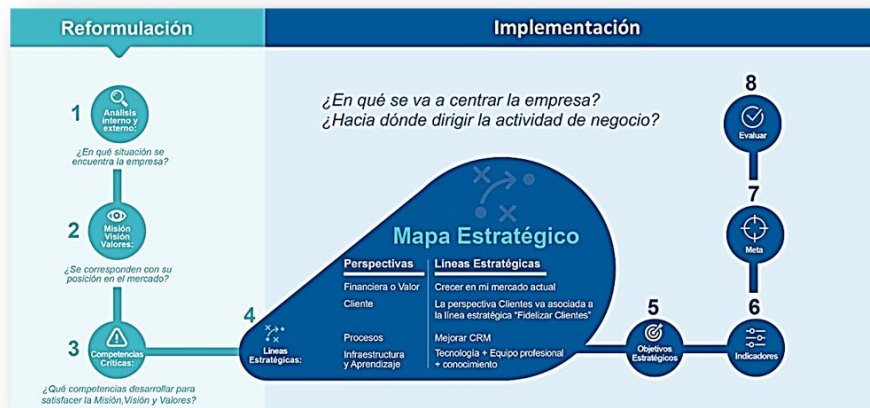 Reformulación
Implementación
1
Análisis
interno y
externo:
¿En qué situación se
encuentra la empresa?
2
Misión
Visión
Valores:
¿Se corresponden con su
posición en el mercado?
3
Competencias
Críticas:
¿Qué competencias desarrollar para
satisfacer la Misión,Visión y Valores?
¿En qué se va a centrar la empresa?
¿Hacia dónde dirigir la actividad de negocio?
4
Líneas
Estratégicas:
Mapa Estratégico
Perspectivas Líneas Estratégicas
Financiera o Valor Crecer en mi mercado actual
Cliente La perspectiva Clientes va asociada a
la línea estratégica "Fidelizar Clientes"
Procesos Mejorar CRM
Infraestructura Tecnología + Equipo profesional
y Aprendizaje + conocimiento
5
Objetivos
Estratégicos
6
Indicadores
7
Meta
8
Evaluar